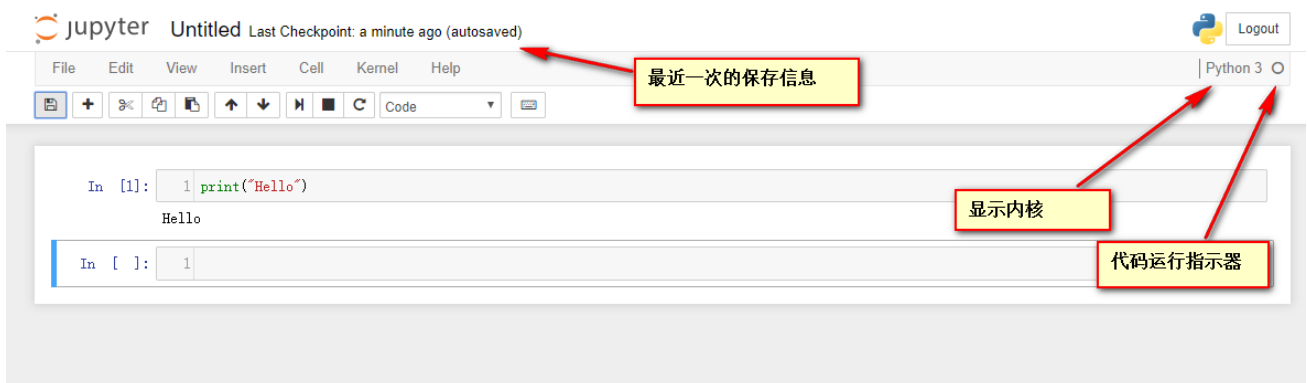 jupyter Untitled Last Checkpoint: a minute ago (autosaved) Logout
File Edit View Insert Cell Kernel Help Python 3
最近一次的保存信息
Code
In [1]: 1 print("Hello")
Hello
显示内核
In [ ]: 1
代码运行指示器